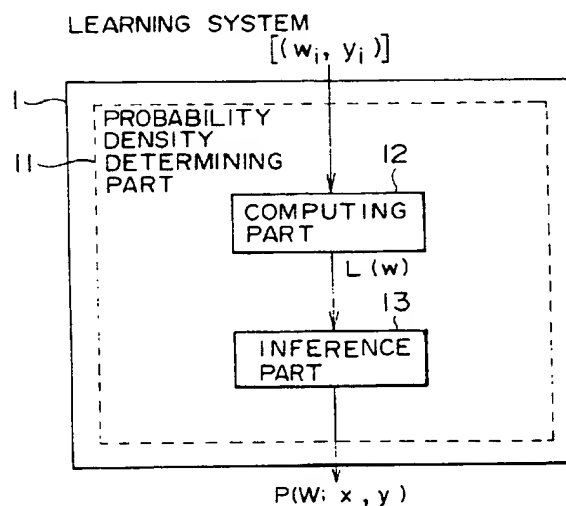 LEARNING SYSTEM
[(wi, yi)]
1
PROBABILITY
DENSITY
11 DETERMINING
PART
12
COMPUTING
PART
L (w)
13
INFERENCE
PART
P(W; x, y)